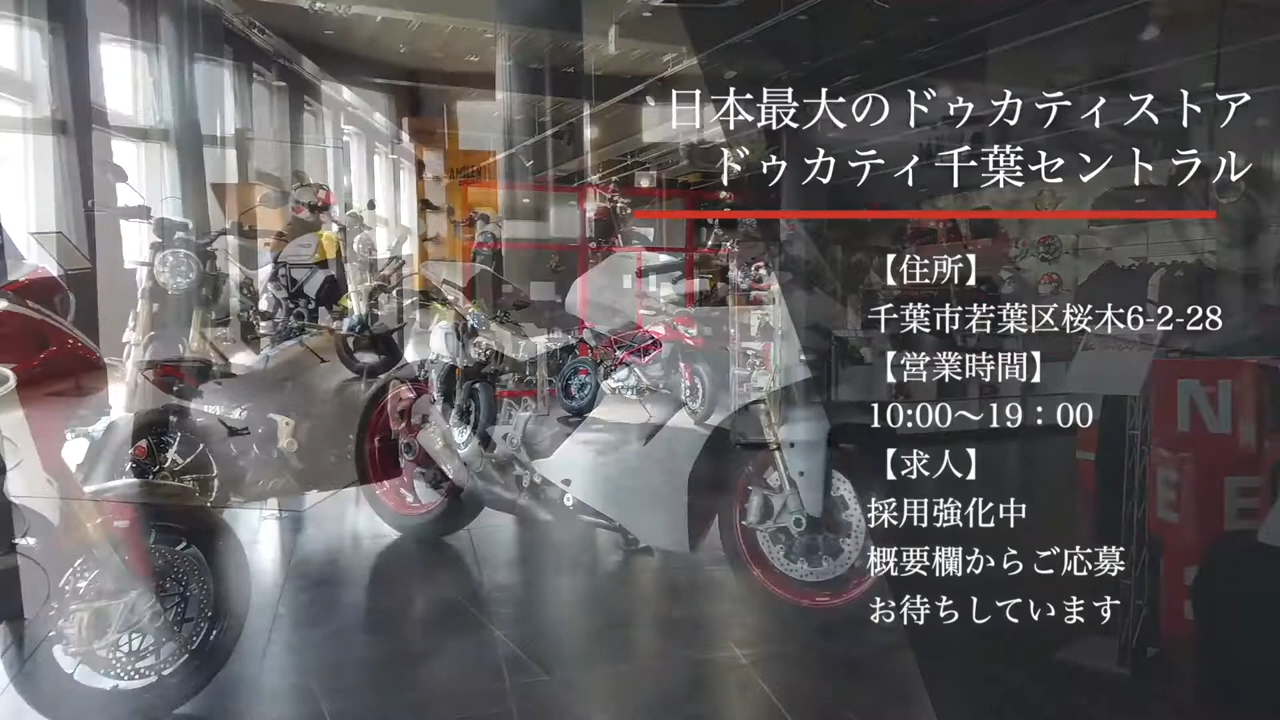 日本最大のドゥカティストア
ドゥカティ千葉セントラル
【住所】
千葉市若葉区桜木6-2-28
【営業時間】
10:00〜19：00
【求人】
採用強化中
概要欄からご応募
お待ちしています
N
E E